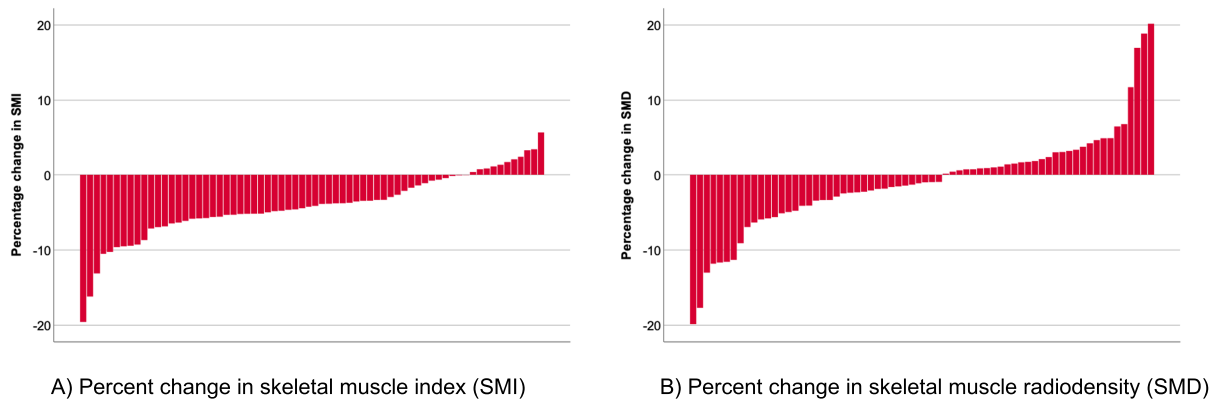 20
10
0
-10
-20
Percentage change in SMI
A) Percent change in skeletal muscle index (SMI)
20
10
0
-10
-20
Percentage change in SMD
B) Percent change in skeletal muscle radiodensity (SMD)